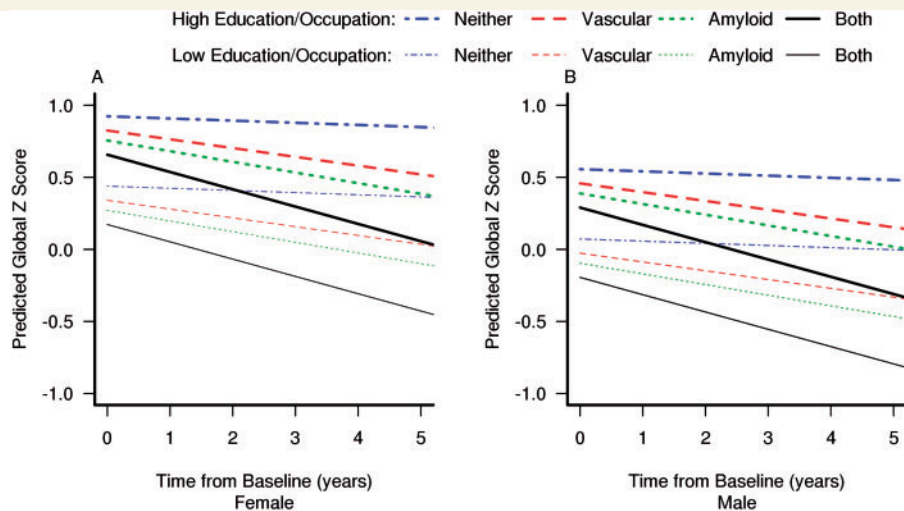 High Education/Occupation: Neither Vascular Amyloid Both
Low Education/Occupation: Neither Vascular Amyloid Both
A
B
Predicted Global Z Score
1.0
0.5
0.0
-0.5
-1.0
0 1 2 3 4 5
Time from Baseline (years)
Female
Predicted Global Z Score
1.0
0.5
0.0
-0.5
-1.0
0 1 2 3 4 5
Time from Baseline (years)
Male